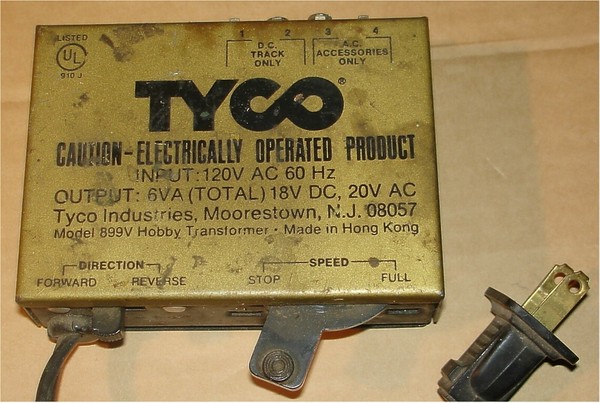 LISTED
UL
®
910 J
1 2 3 4
D.C.
TRACK
ONLY
A.C.
ACCESSORIES
ONLY
TYCO®
CAUTION-ELECTRICALLY OPERATED PRODUCT
INPUT: 120V AC 60 Hz
OUTPUT: 6VA (TOTAL) 18V DC, 20V AC
Tyco Industries, Moorestown, N.J. 08057
Model 899V Hobby Transformer • Made in Hong Kong
DIRECTION
FORWARD REVERSE
SPEED
STOP FULL